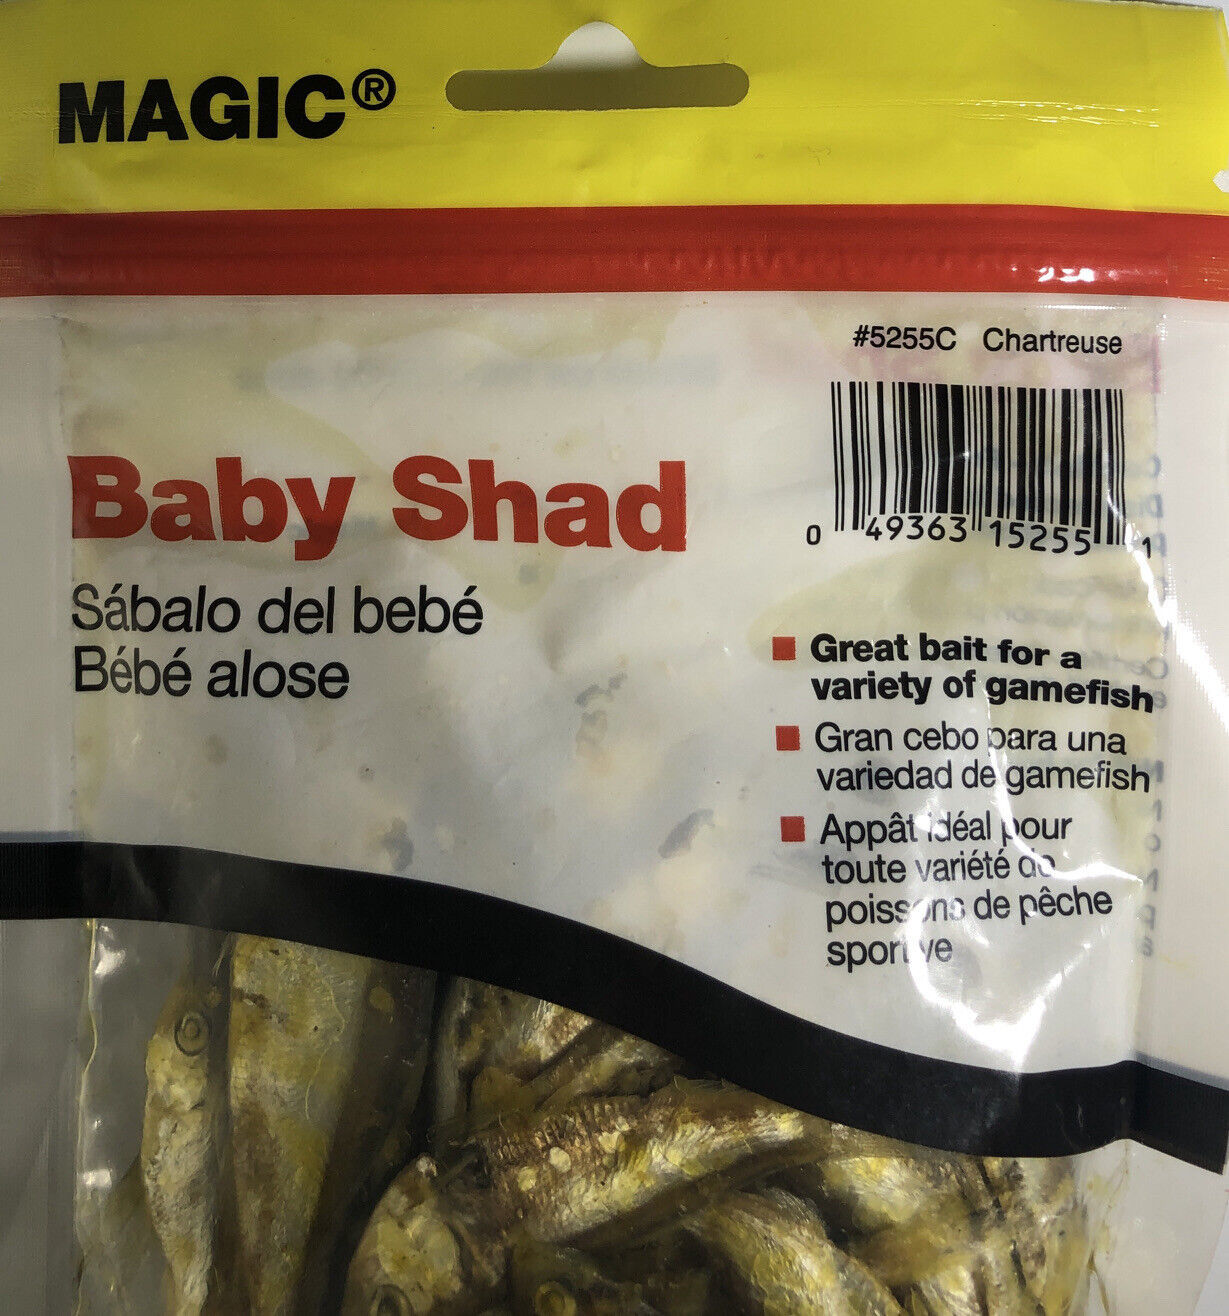 MAGIC®
#5255C Chartreuse
0 49363 15255 1
Baby Shad
Sábalo del bebé
Bébé alose
Great bait for a
variety of gamefish
Gran cebo para una
variedad de gamefish
Appât idéal pour
toute variété de
poissons de pêche
sportive